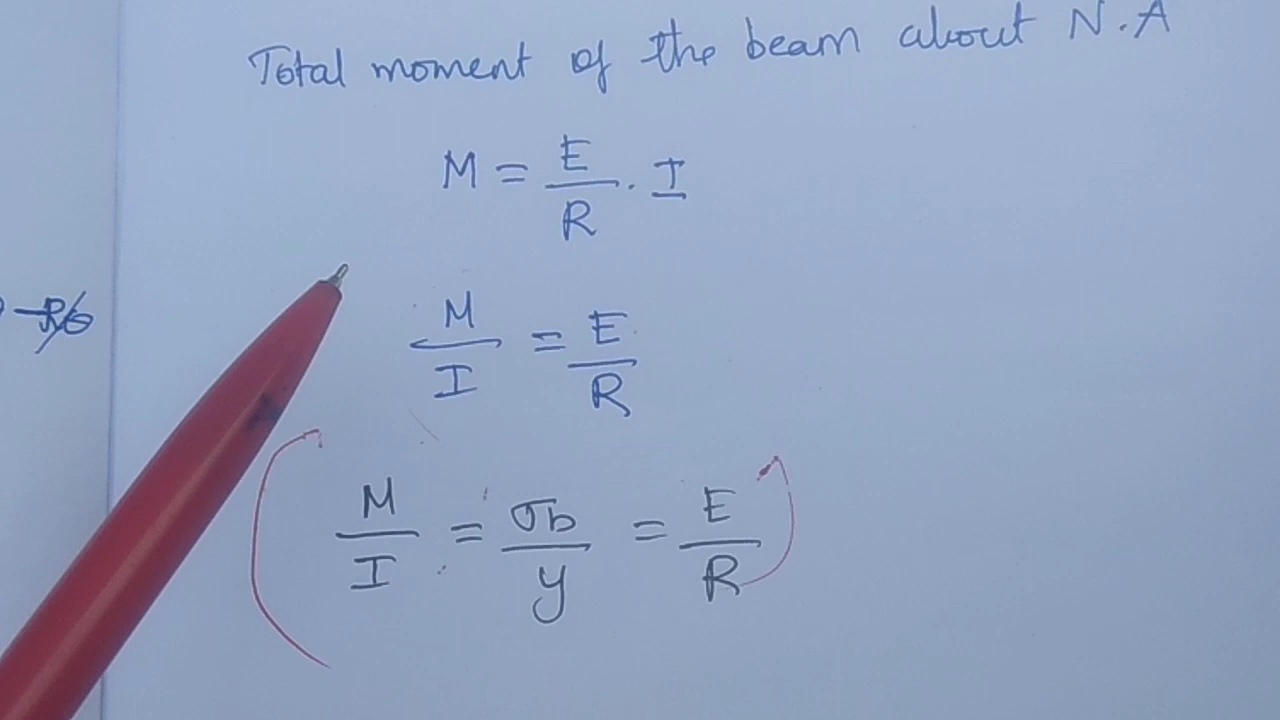 Total moment of the beam about N.A
M = E/R . I
-R/θ
M/I = E/R
M/I = σb/y = E/R